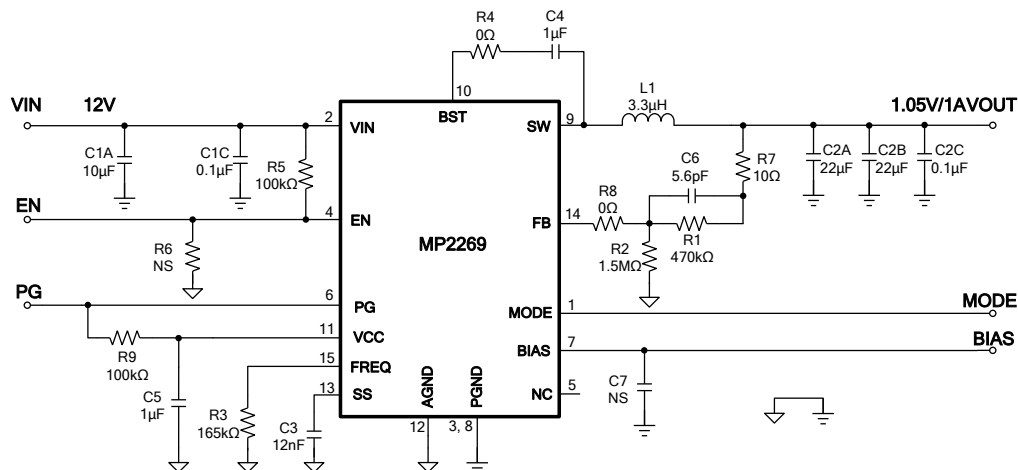 R4
0Ω
C4
1µF
10
BST
VIN
12V
2
VIN
SW
9
L1
3.3µH
1.05V/1A
VOUT
C1A
10µF
C1C
0.1µF
R5
100kΩ
C6
5.6pF
R7
10Ω
C2A
22µF
C2B
22µF
C2C
0.1µF
EN
4
EN
R6
NS
MP2269
FB
14
R8
0Ω
R2
1.5MΩ
R1
470kΩ
PG
6
PG
MODE
1
MODE
11
VCC
BIAS
7
BIAS
R9
100kΩ
15
FREQ
C5
1µF
13
SS
R3
165kΩ
C3
12nF
AGND
PGND
NC
5
C7
NS
12
3, 8